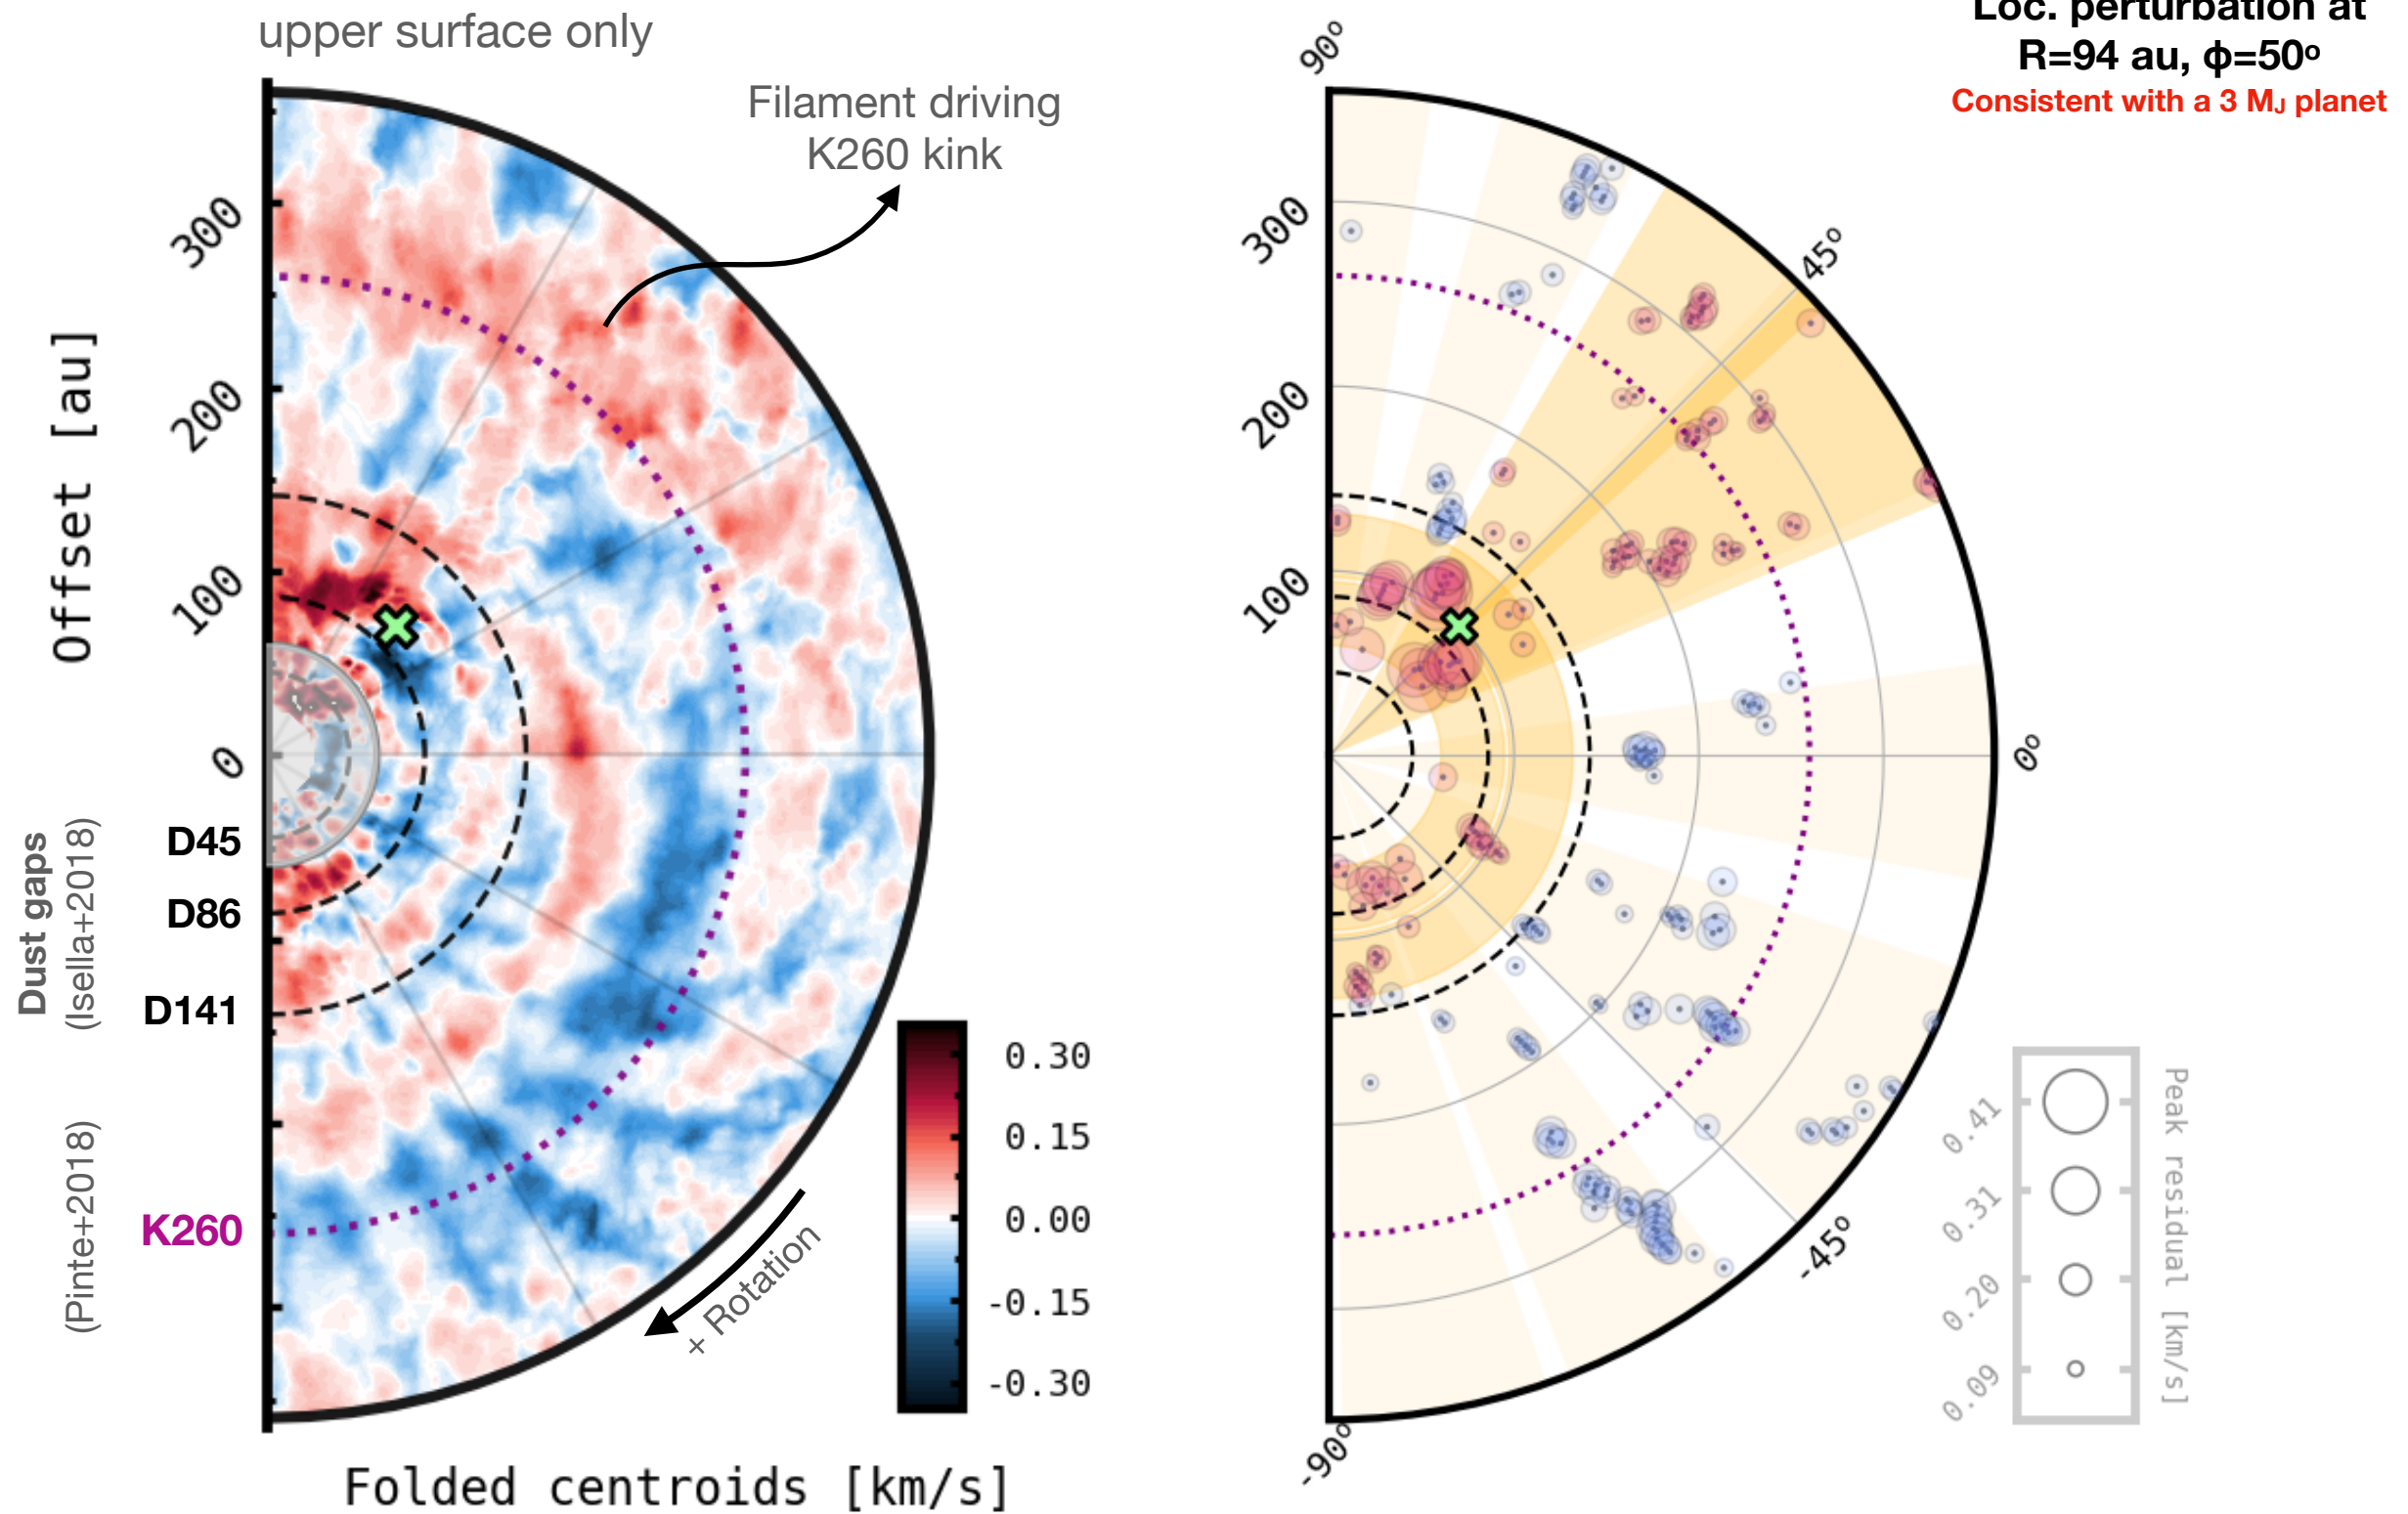 upper surface only
Filament driving
K260 kink
Offset [au]
300
200
100
0
Dust gaps
(Isella+2018)
D45
D86
D141
(Pinte+2018)
K260
+ Rotation
0.30
0.15
0.00
-0.15
-0.30
Folded centroids [km/s]
Loc. perturbation at
R=94 au, ϕ=50º
Consistent with a 3 MJ planet
90º
45º
0º
-45º
-90º
300
200
100
Peak residual [km/s]
0.41
0.31
0.20
0.09